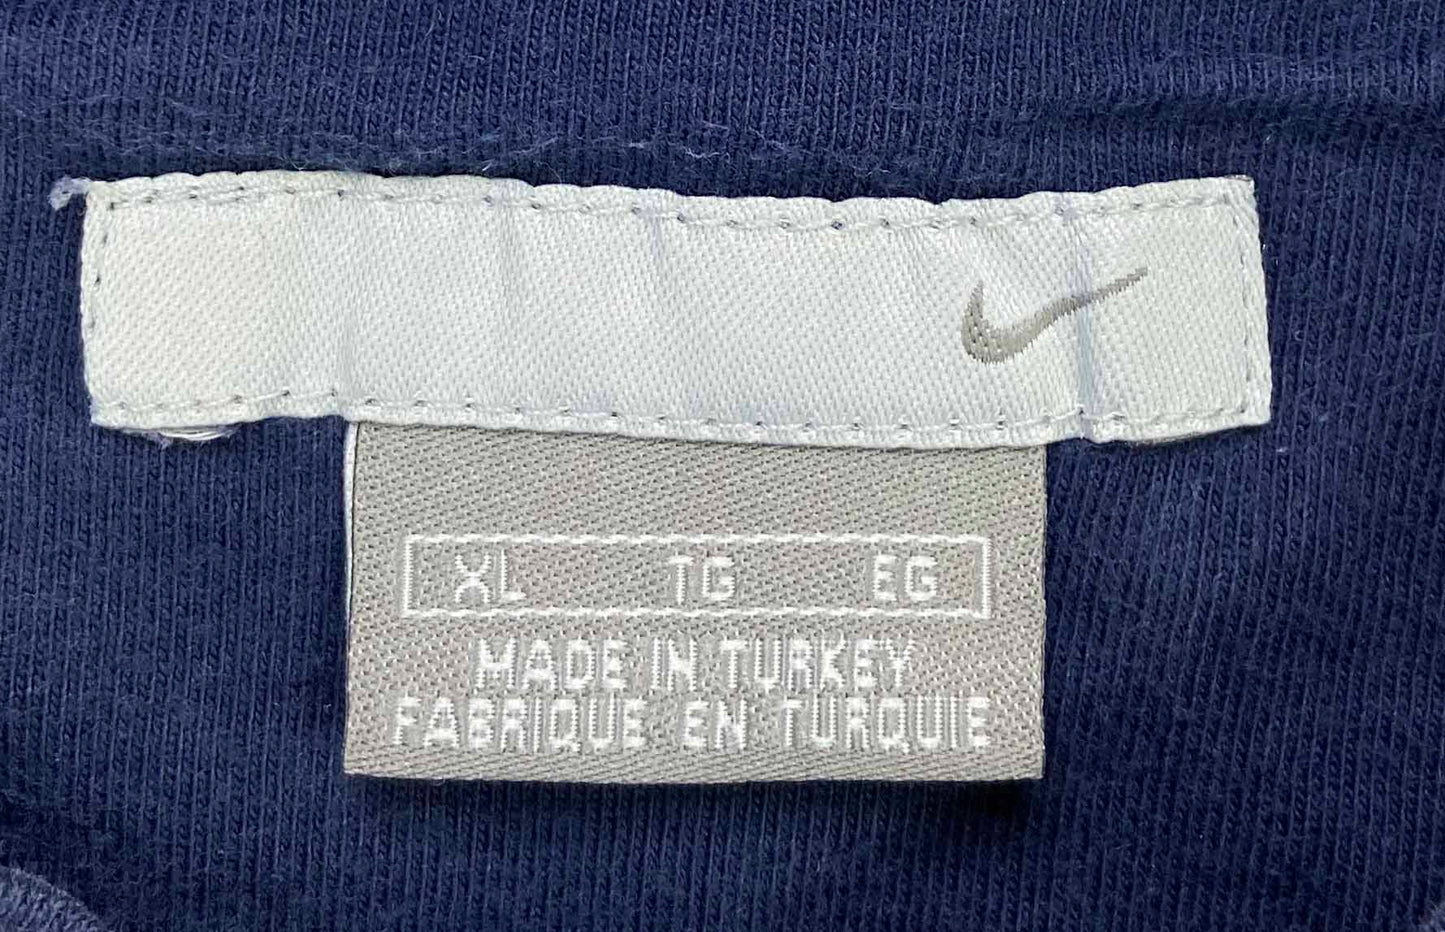 XL TG EG
MADE IN TURKEY
FABRIQUE EN TURQUIE